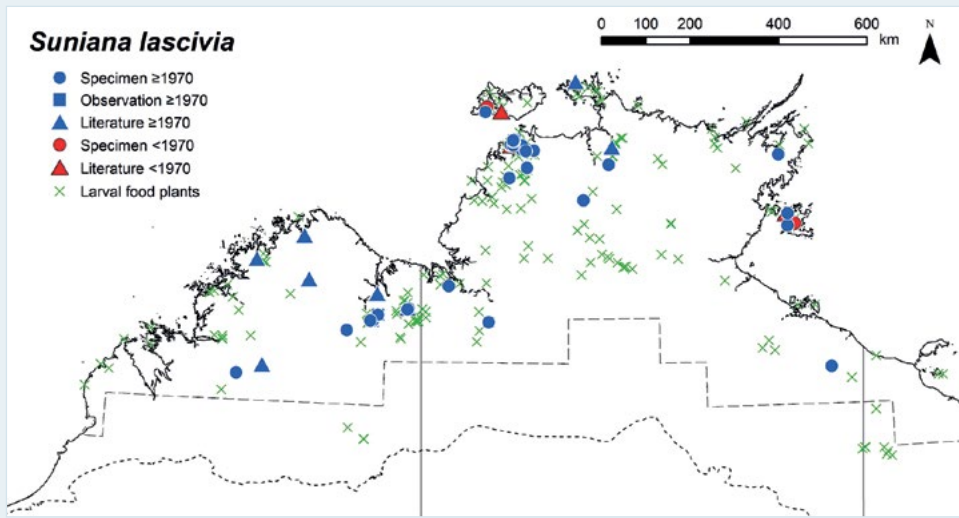 Suniana lascivia
Specimen ≥1970
Observation ≥1970
Literature ≥1970
Specimen <1970
Literature <1970
Larval food plants
0 100 200 400 600
km
N